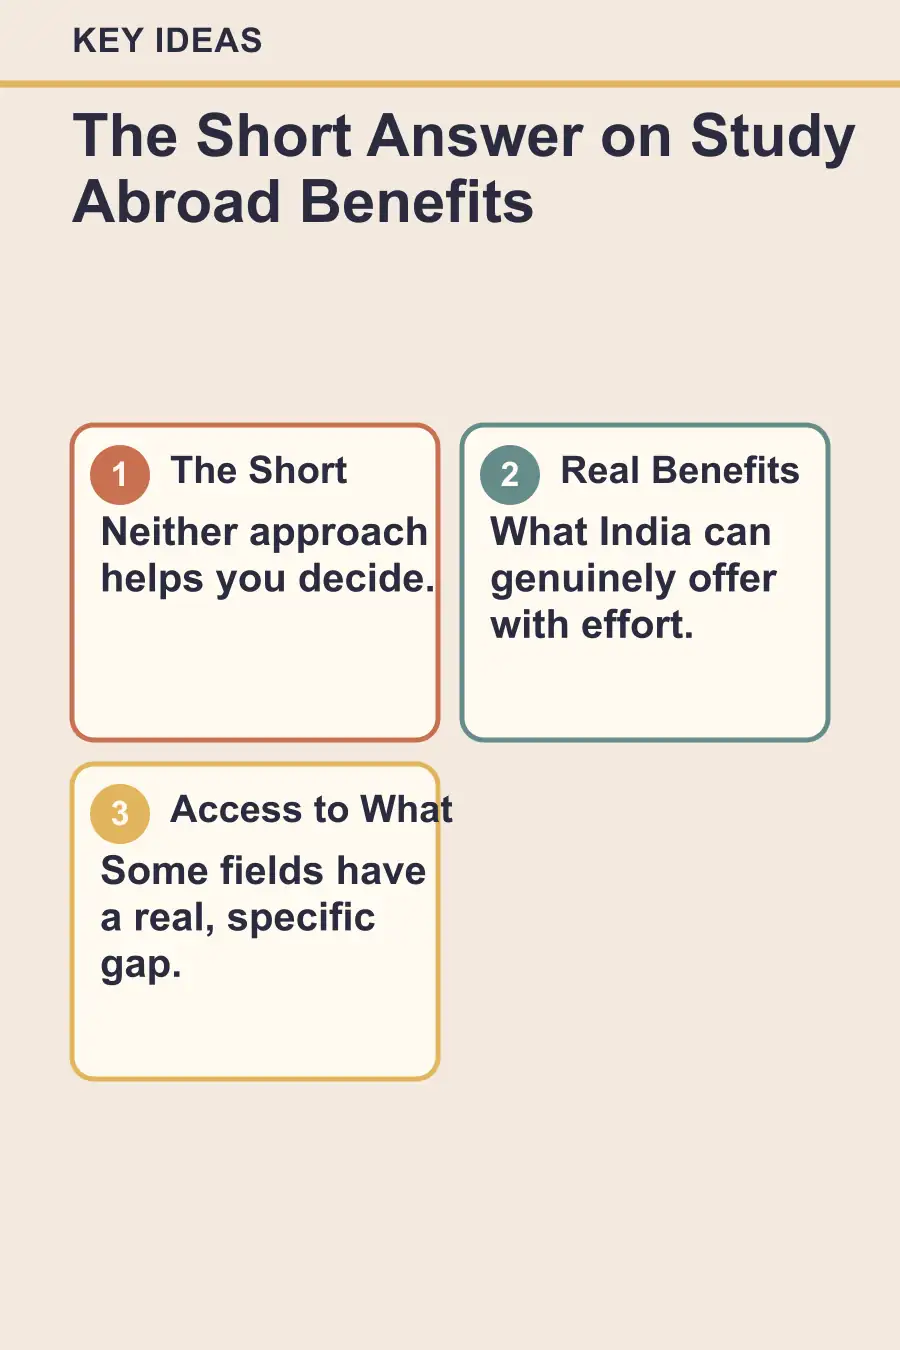 KEY IDEAS
The Short Answer on Study
Abroad Benefits
1 The Short
Neither approach
helps you decide.
2 Real Benefits
What India can
genuinely offer
with effort.
3 Access to What
Some fields have
a real, specific
gap.